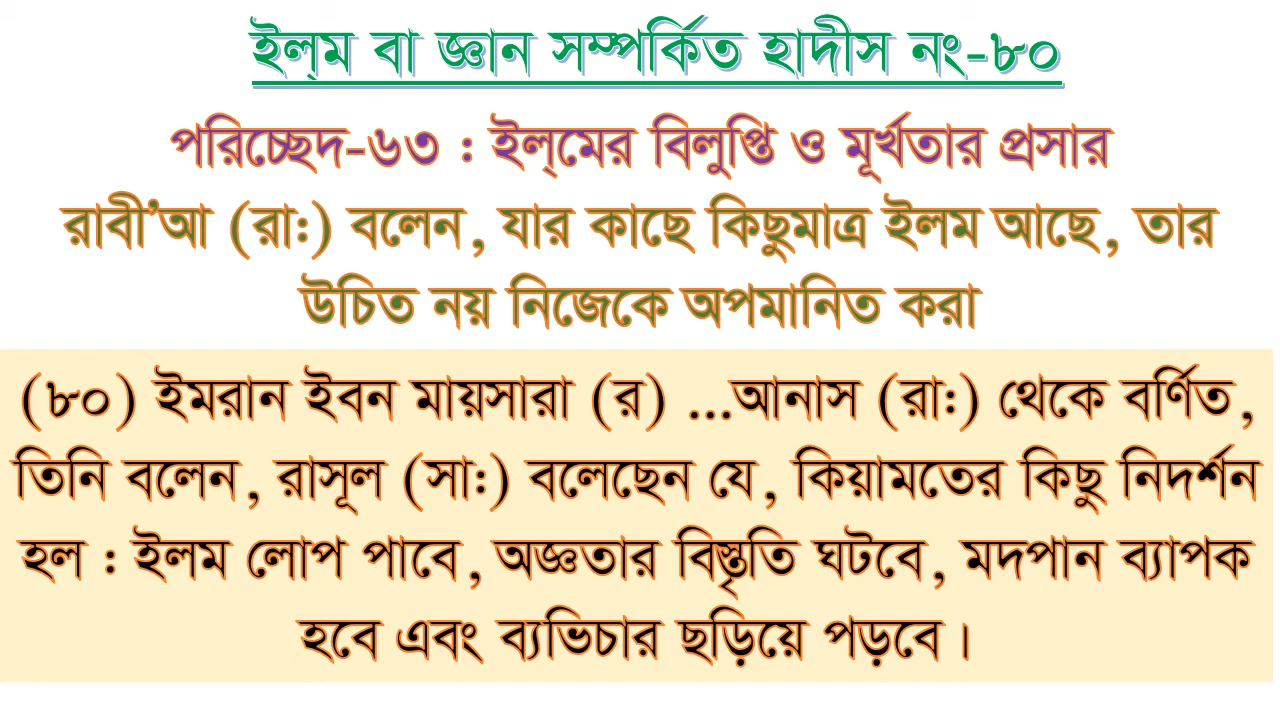 ইল্‌ম বা জ্ঞান সম্পর্কিত হাদীস নং-৮০
পরিচ্ছেদ-৬৩ : ইল্‌মের বিলুপ্তি ও মূর্খতার প্রসার
রাবী’আ (রাঃ) বলেন, যার কাছে কিছুমাত্র ইলম আছে, তার
উচিত নয় নিজেকে অপমানিত করা
(৮০) ইমরান ইবন মায়সারা (র) ...আনাস (রাঃ) থেকে বর্ণিত,
তিনি বলেন, রাসূল (সাঃ) বলেছেন যে, কিয়ামতের কিছু নিদর্শন
হল : ইলম লোপ পাবে, অজ্ঞতার বিস্তৃতি ঘটবে, মদপান ব্যাপক
হবে এবং ব্যভিচার ছড়িয়ে পড়বে।